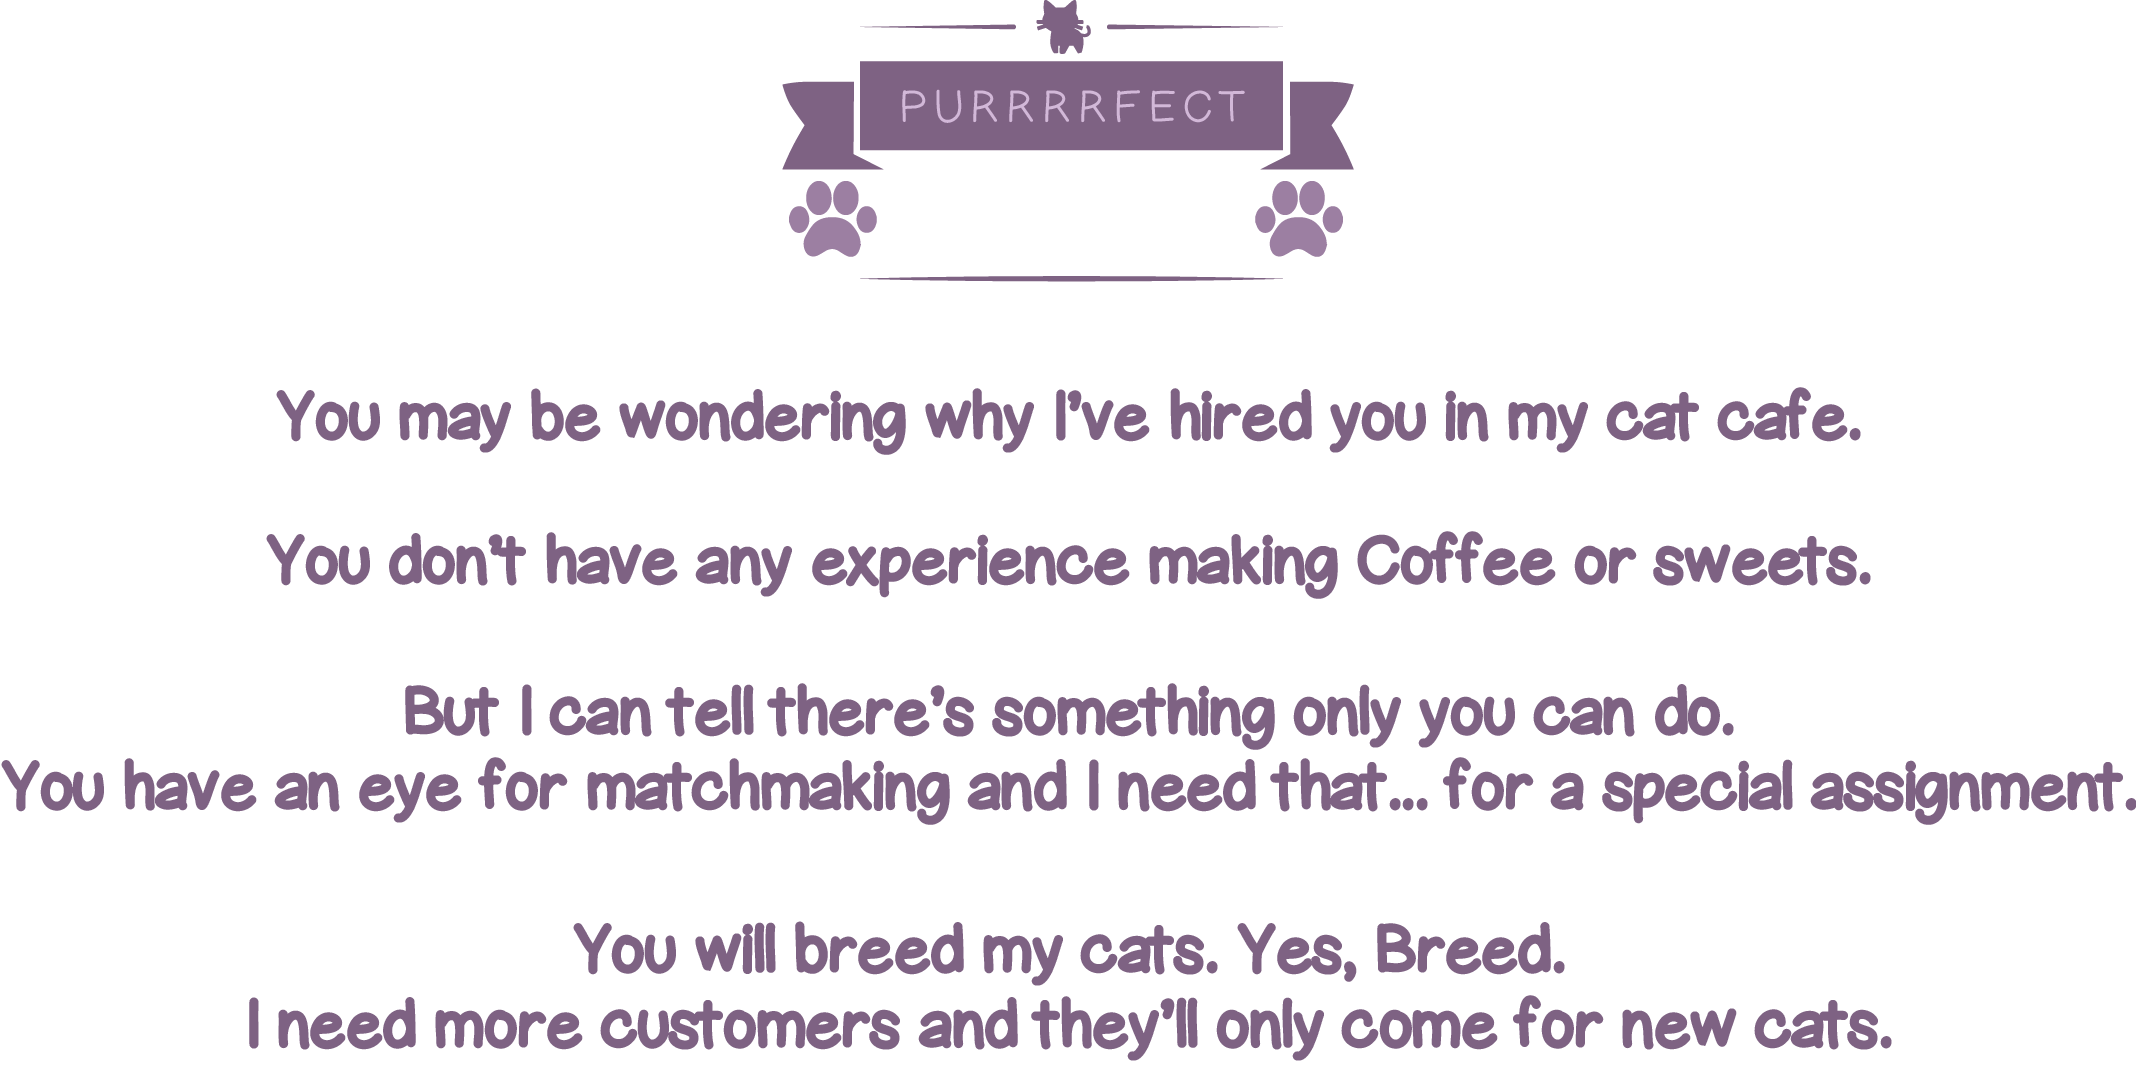 PURRRRFECT
You may be wondering why I've hired you in my cat cafe.
You don't have any experience making Coffee or sweets.
But I can tell there's something only you can do.
You have an eye for matchmaking and I need that... for a special assignment.
You will breed my cats. Yes, Breed.
I need more customers and they'll only come for new cats.